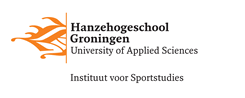 Hanzehogeschool
Groningen
University of Applied Sciences
Instituut voor Sportstudies